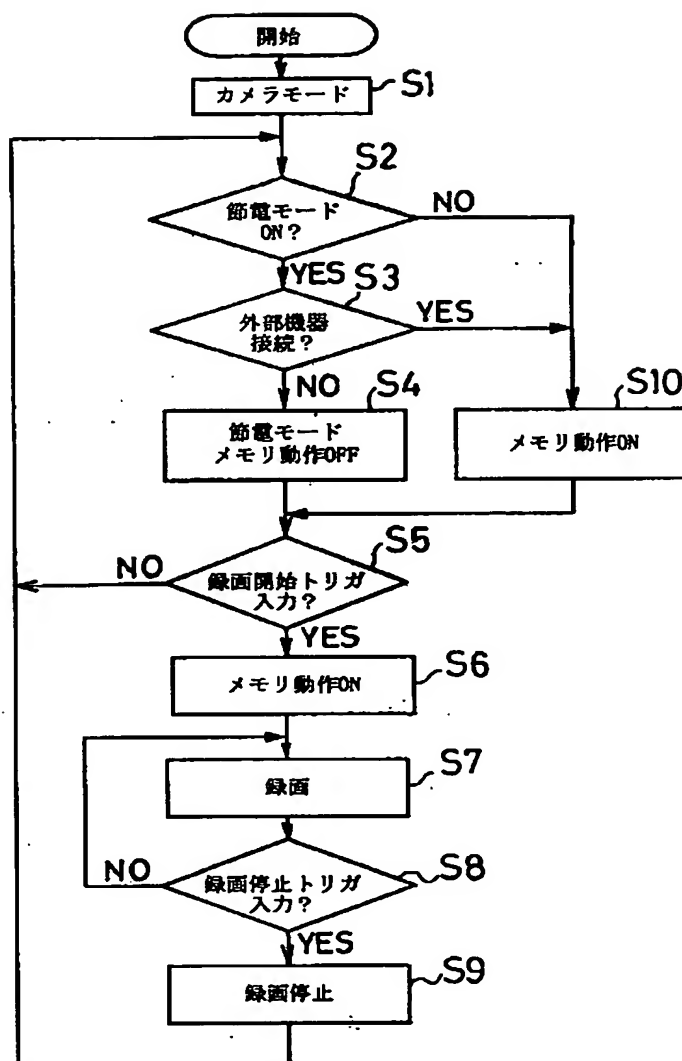 開始
カメラモード
S1
S2
節電モード
ON?
NO
YES
S3
外部機器
接続?
YES
NO
S4
節電モード
メモリ動作OFF
S10
メモリ動作ON
S5
録画開始トリガ
入力?
NO
YES
メモリ動作ON
S6
録画
S7
S8
録画停止トリガ
入力?
NO
YES
S9
録画停止